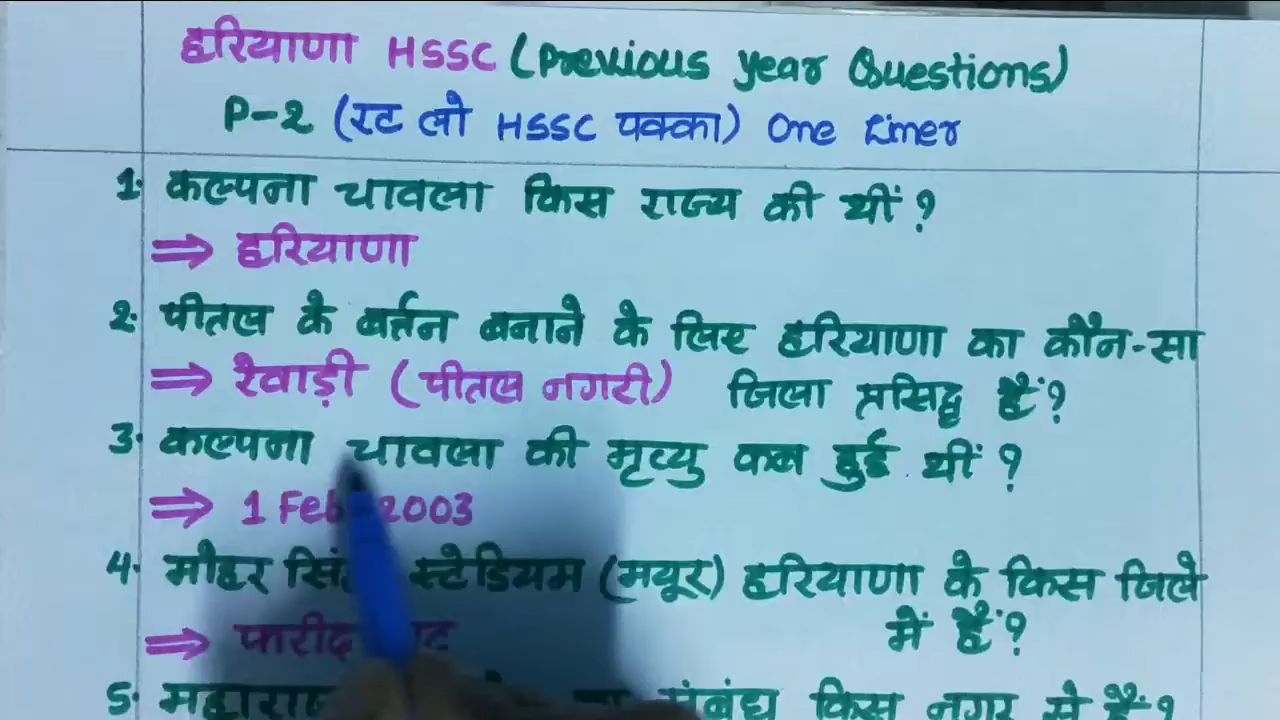 हरियाणा HSSC (Previous year Questions)
P-2 (रट लो HSSC पक्का) One Liner
1. कल्पना चावला किस राज्य की थीं ?
⇒ हरियाणा
2. पीतल के बर्तन बनाने के लिए हरियाणा का कौन-सा
⇒ रेवाड़ी (पीतल नगरी) जिला प्रसिद्ध हैं ?
3. कल्पना चावला की मृत्यु कब हुई थीं ?
⇒ 1 Feb 2003
4. मोहर स्टेडियम (मयूर) हरियाणा के किस जिले
में हैं ?
⇒
5. संबंध किस नगर से हैं ?